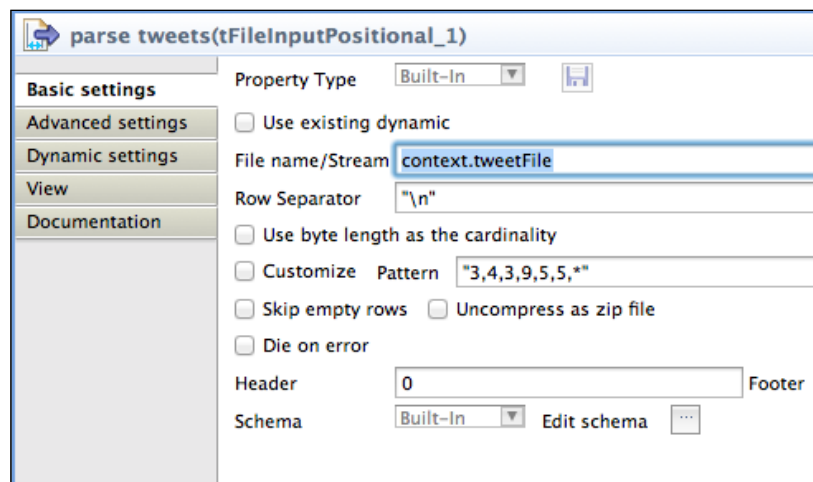 parse tweets(tFileInputPositional_1)
Basic settings
Advanced settings
Dynamic settings
View
Documentation
Property Type Built-In
Use existing dynamic
File name/Stream context.tweetFile
Row Separator "\n"
Use byte length as the cardinality
Customize Pattern "3,4,3,9,5,5,*"
Skip empty rows Uncompress as zip file
Die on error
Header 0 Footer
Schema Built-In Edit schema ...